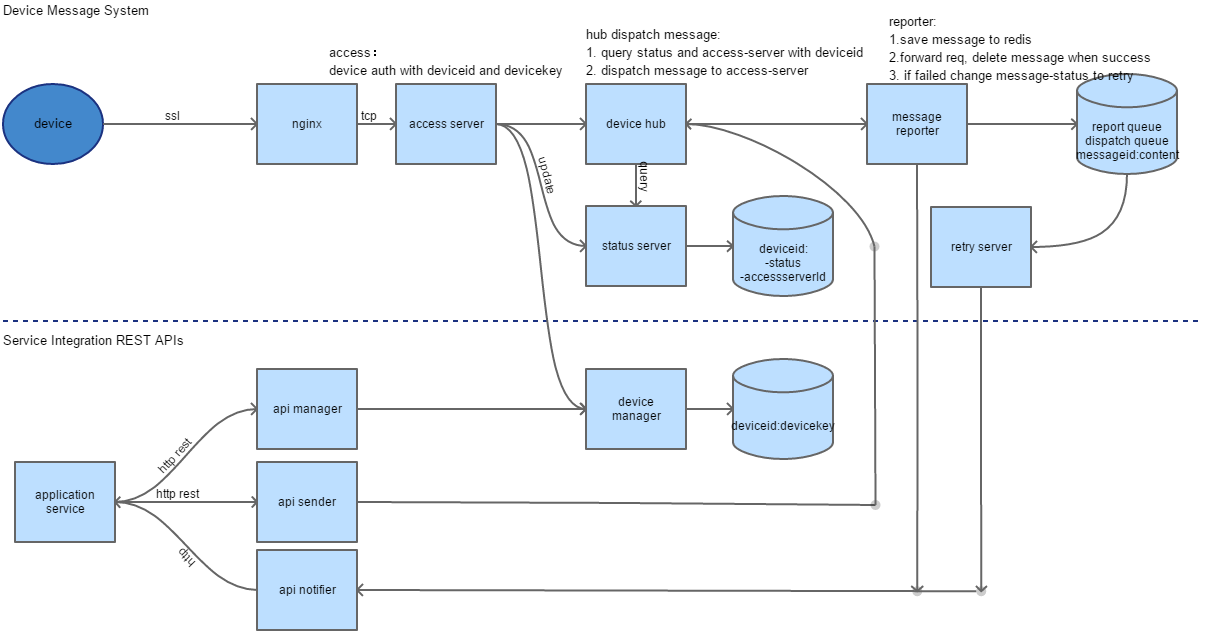 Device Message System
access：
device auth with deviceid and devicekey
hub dispatch message:
1. query status and access-server with deviceid
2. dispatch message to access-server
reporter:
1.save message to redis
2.forward req, delete message when success
3. if failed change message-status to retry
device
ssl
nginx
tcp
access server
device hub
message
reporter
report queue
dispatch queue
messageid:content
update
query
status server
deviceid:
-status
-accessserverId
retry server
Service Integration REST APIs
api manager
device
manager
deviceid:devicekey
http rest
application
service
http rest
api sender
http
api notifier